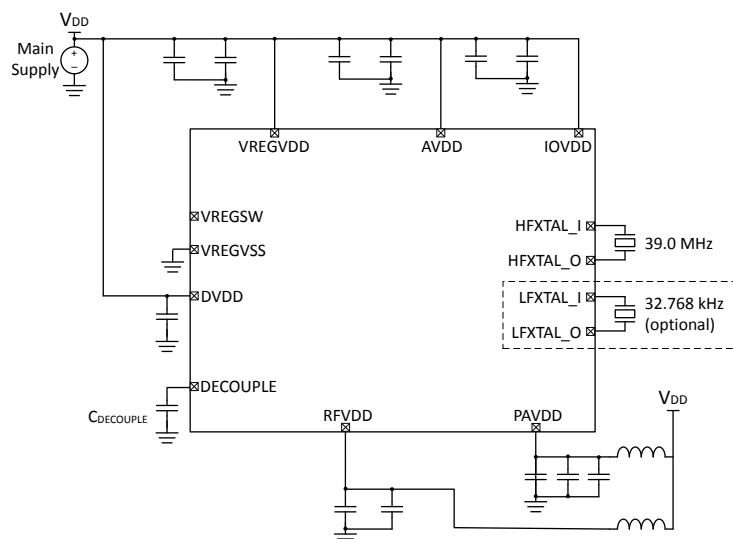 VDD
Main
Supply
VREGVDD
AVDD
IOVDD
VREGSW
VREGVSS
DVDD
DECOUPLE
CDECOUPLE
HFXTAL_I
HFXTAL_O
39.0 MHz
LFXTAL_I
LFXTAL_O
32.768 kHz
(optional)
RFVDD
PAVDD
VDD